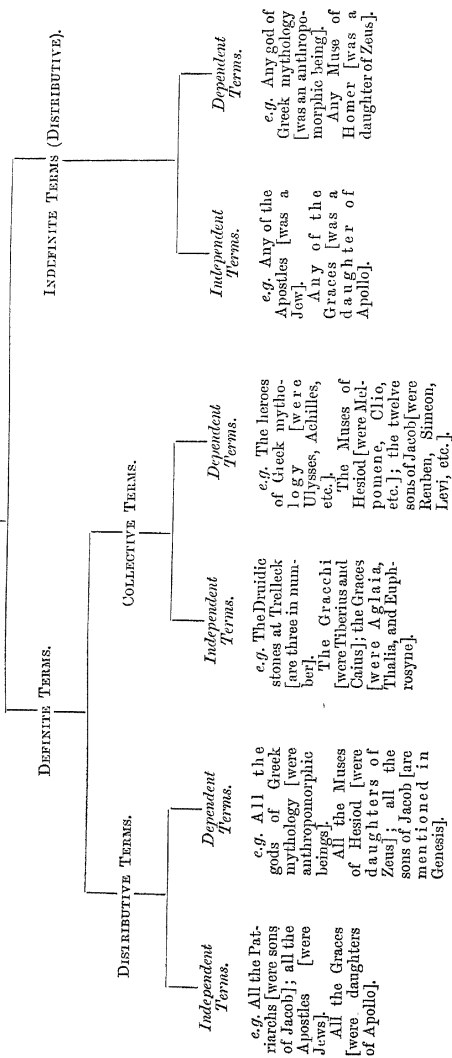 DEFINITE TERMS.
INDEFINITE TERMS (DISTRIBUTIVE).
DISTRIBUTIVE TERMS.
COLLECTIVE TERMS.
Independent
Terms.
e.g. All the Pat-
riarchs [were sons
of Jacob]; all the
Apostles [were
Jews].
All the Graces
[were daughters
of Apollo].
Dependent
Terms.
e.g. All the
gods of Greek
mythology [were
anthropomorphic
beings].
All the Muses
of Hesiod [were
daughters of
Zeus]; all the
sons of Jacob [are
mentioned in
Genesis].
Independent
Terms.
e.g. The Druidic
stones at Trelleck
[are three in num-
ber].
The Gracchi
[were Tiberius and
Caius]; the Graces
[were Aglaia,
Thalia, and Euph-
rosyne].
Dependent
Terms.
e.g. The heroes
of Greek mytho-
logy [were
Ulysses, Achilles,
etc.].
The Muses of
Hesiod [were Mel-
pomene, Clio,
etc.]; the twelve
sons of Jacob [were
Reuben, Simeon,
Levi, etc.].
Independent
Terms.
e.g. Any of the
Apostles [was a
Jew].
Any of the
Graces [was a
daughter of
Apollo].
Dependent
Terms.
e.g. Any god of
Greek mythology
[was an anthropo-
morphic being].
Any Muse of
Homer [was a
daughter of Zeus].